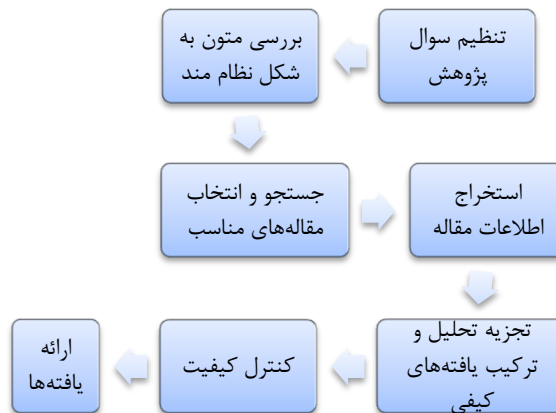 تنظیم سوال
پژوهش
بررسی متون به
شکل نظام مند
جستجو و انتخاب
مقاله‌های مناسب
استخراج
اطلاعات مقاله
تجزیه تحلیل و
ترکیب یافته‌های
کیفی
کنترل کیفیت
ارائه
یافته‌ها